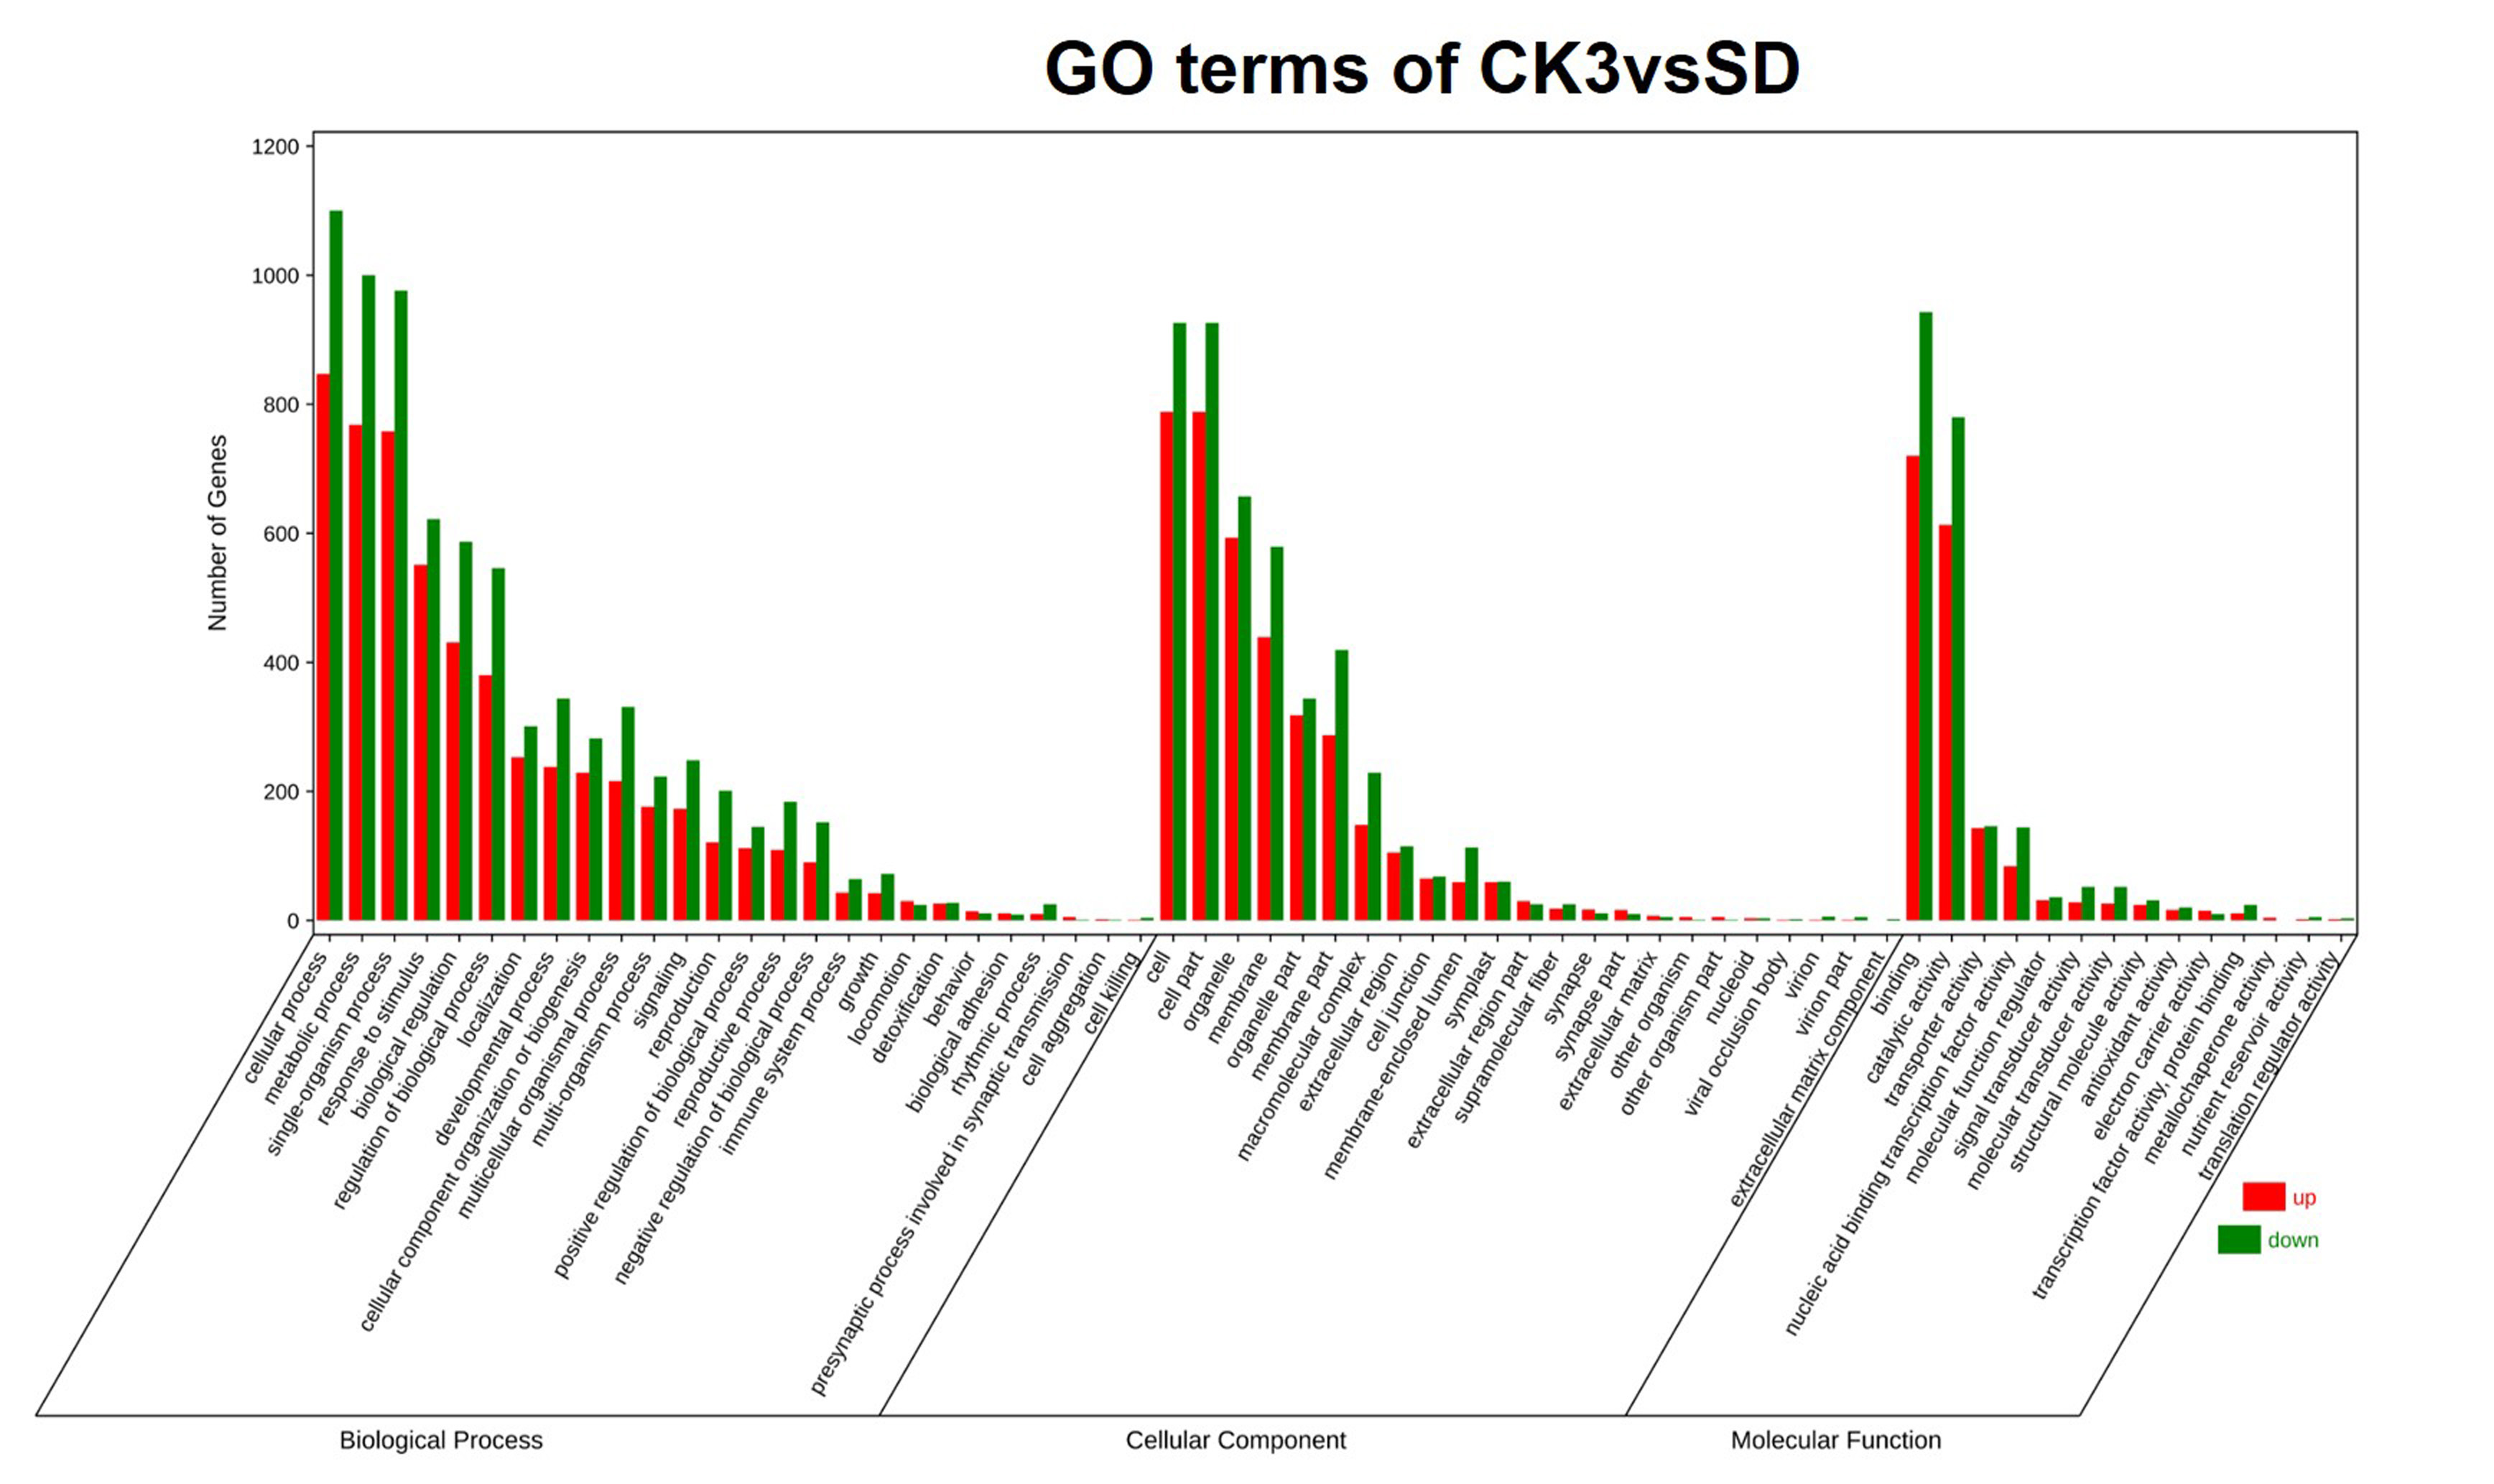 GO terms of CK3vsSD
1200
1000
800
600
400
200
0
Number of Genes
cellular process
metabolic process
single-organism process
response to stimulus
biological regulation
regulation of biological process
localization
developmental process
cellular component organization or biogenesis
multicellular organismal process
multi-organism process
signaling
reproduction
positive regulation of biological process
reproductive process
negative regulation of biological process
immune system process
growth
locomotion
detoxification
behavior
biological adhesion
rhythmic process
presynaptic process involved in synaptic transmission
cell aggregation
cell killing
cell
cell part
organelle
membrane
organelle part
membrane part
macromolecular complex
extracellular region
cell junction
membrane-enclosed lumen
symplast
extracellular region part
supramolecular fiber
synapse
synapse part
extracellular matrix
other organism
other organism part
nucleoid
viral occlusion body
virion
virion part
extracellular matrix component
binding
catalytic activity
transporter activity
nucleic acid binding transcription factor activity
molecular function regulator
signal transducer activity
molecular transducer activity
structural molecule activity
antioxidant activity
electron carrier activity
transcription factor activity, protein binding
metallochaperone activity
nutrient reservoir activity
translation regulator activity
up
down
Biological Process
Cellular Component
Molecular Function